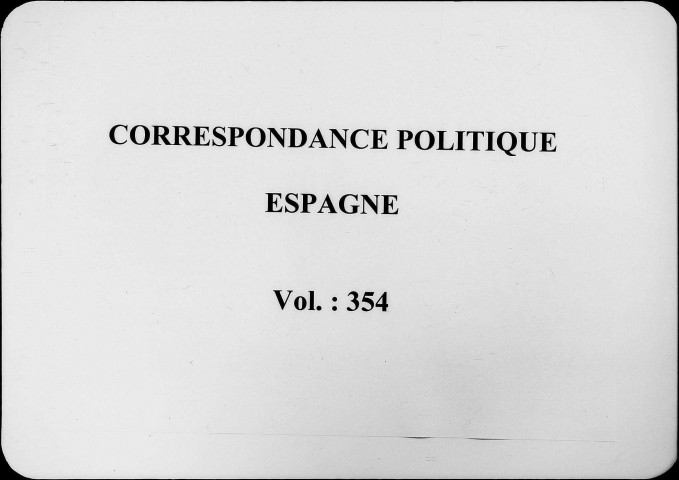 CORRESPONDANCE POLITIQUE
ESPAGNE
Vol. : 354